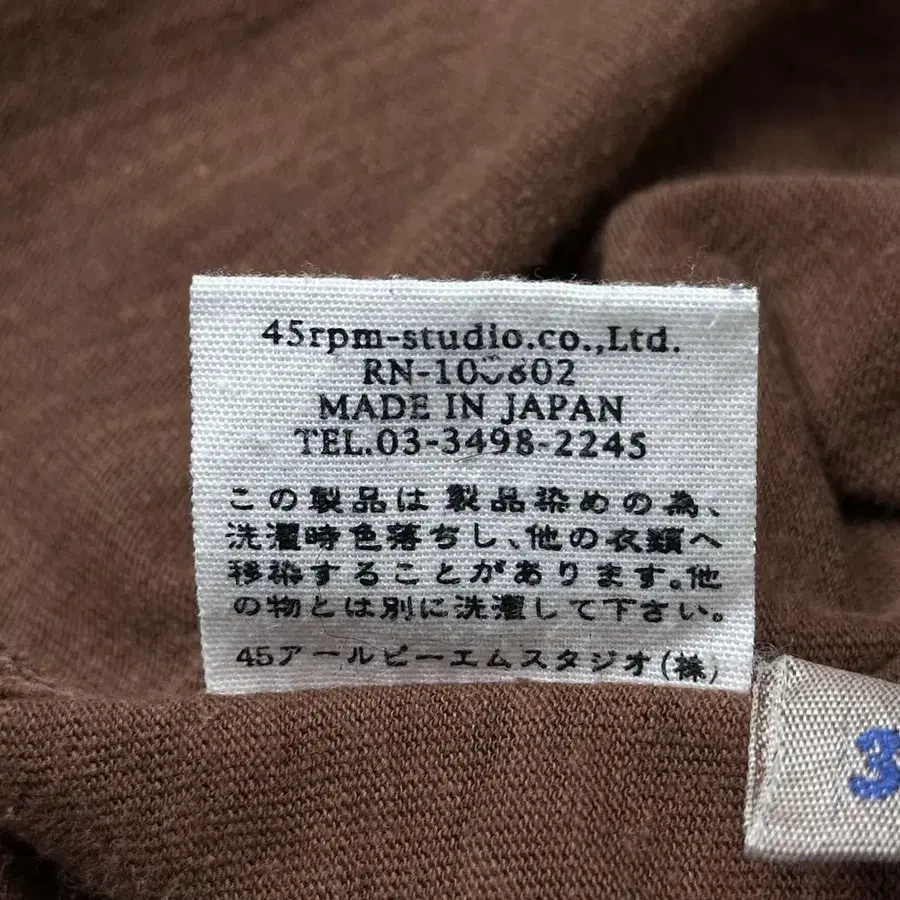 45rpm-studio.co.,Ltd.
MADE IN JAPAN
TEL.03-3498-2245
この製品は製品染めの為、
洗濯時色落ちし、他の衣類へ
移染することがあります。他
の物とは別に洗濯して下さい。
45アールピーエムスタジオ(株)
3